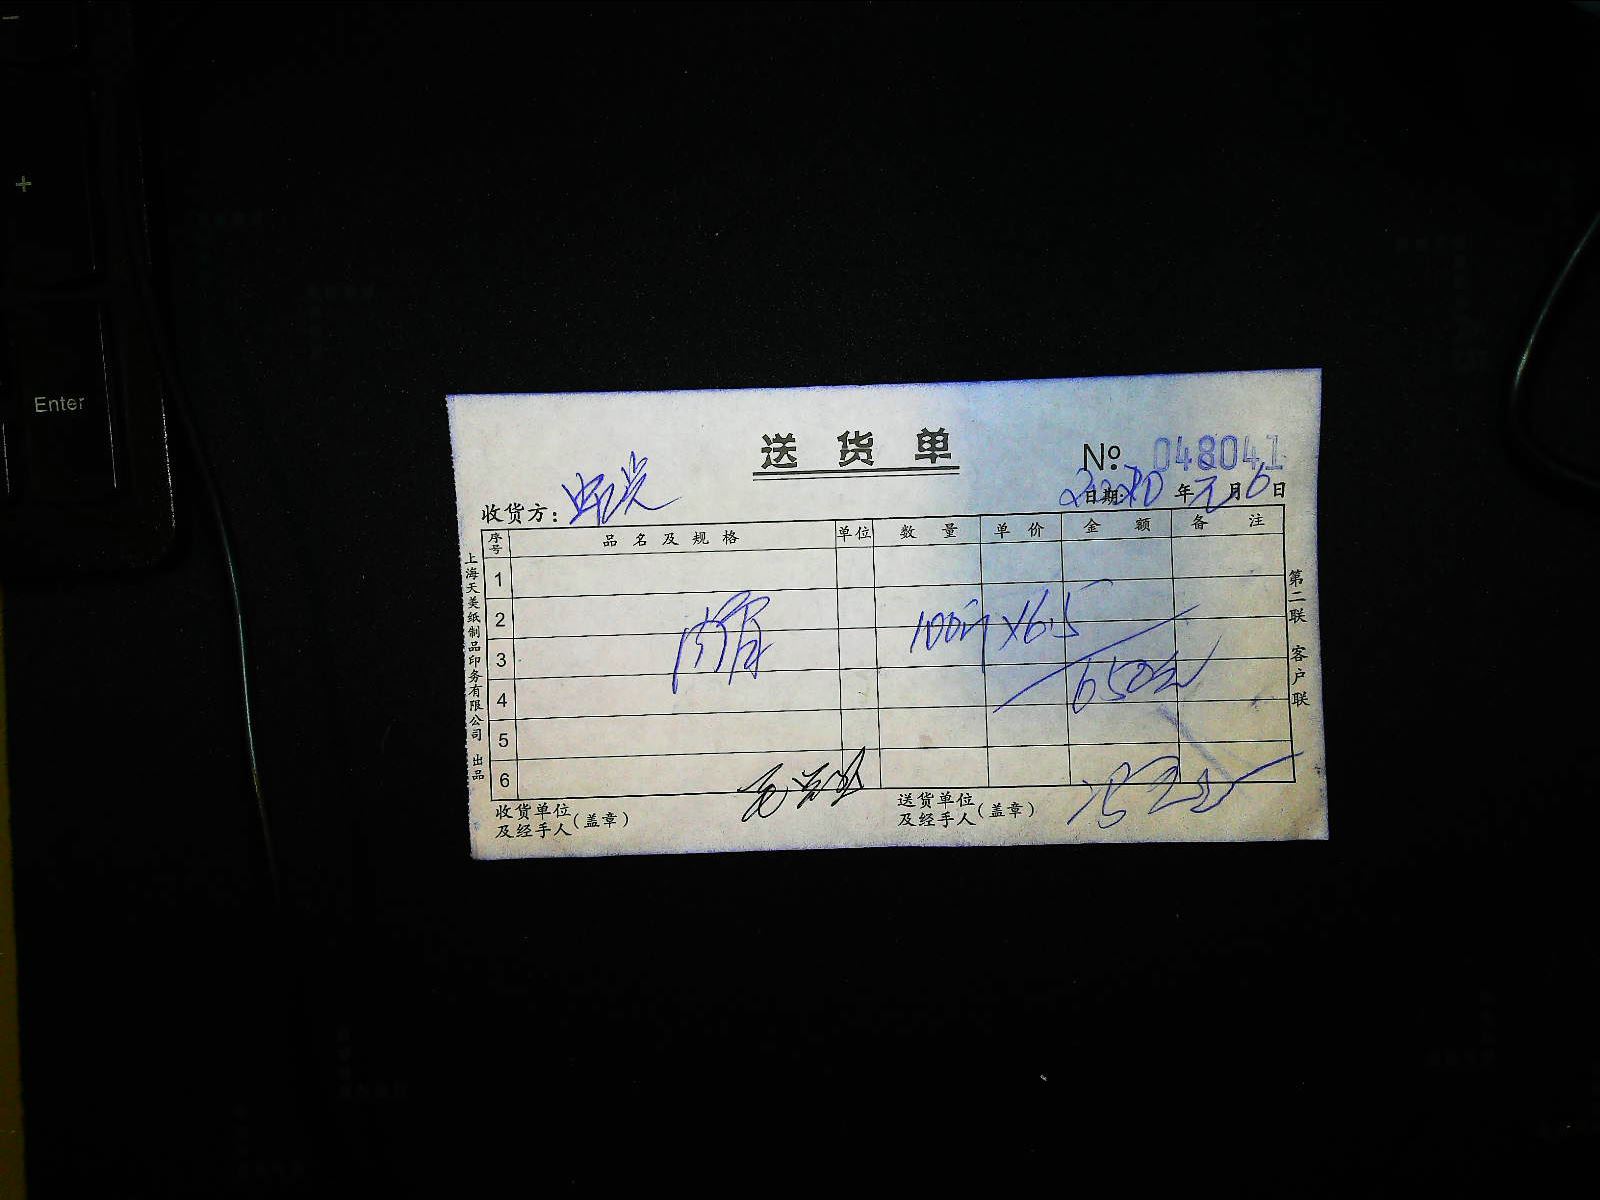 +
Enter
送货单
№ 048041
收货方：
日期： 年元月6日
序号 品名及规格 单位 数量 单价 金额 备注
1
2
100斤 ×6.5
3
650元
4
5
6
收货单位及经手人（盖章）
送货单位及经手人（盖章）
上海天美纸制品印务有限公司 出品
第二联 客户联